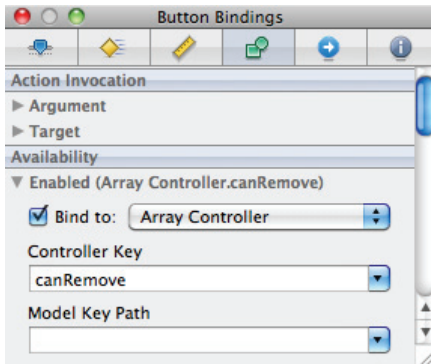 Button Bindings
Action Invocation
Argument
Target
Availability
Enabled (Array Controller.canRemove)
Bind to: Array Controller
Controller Key
canRemove
Model Key Path